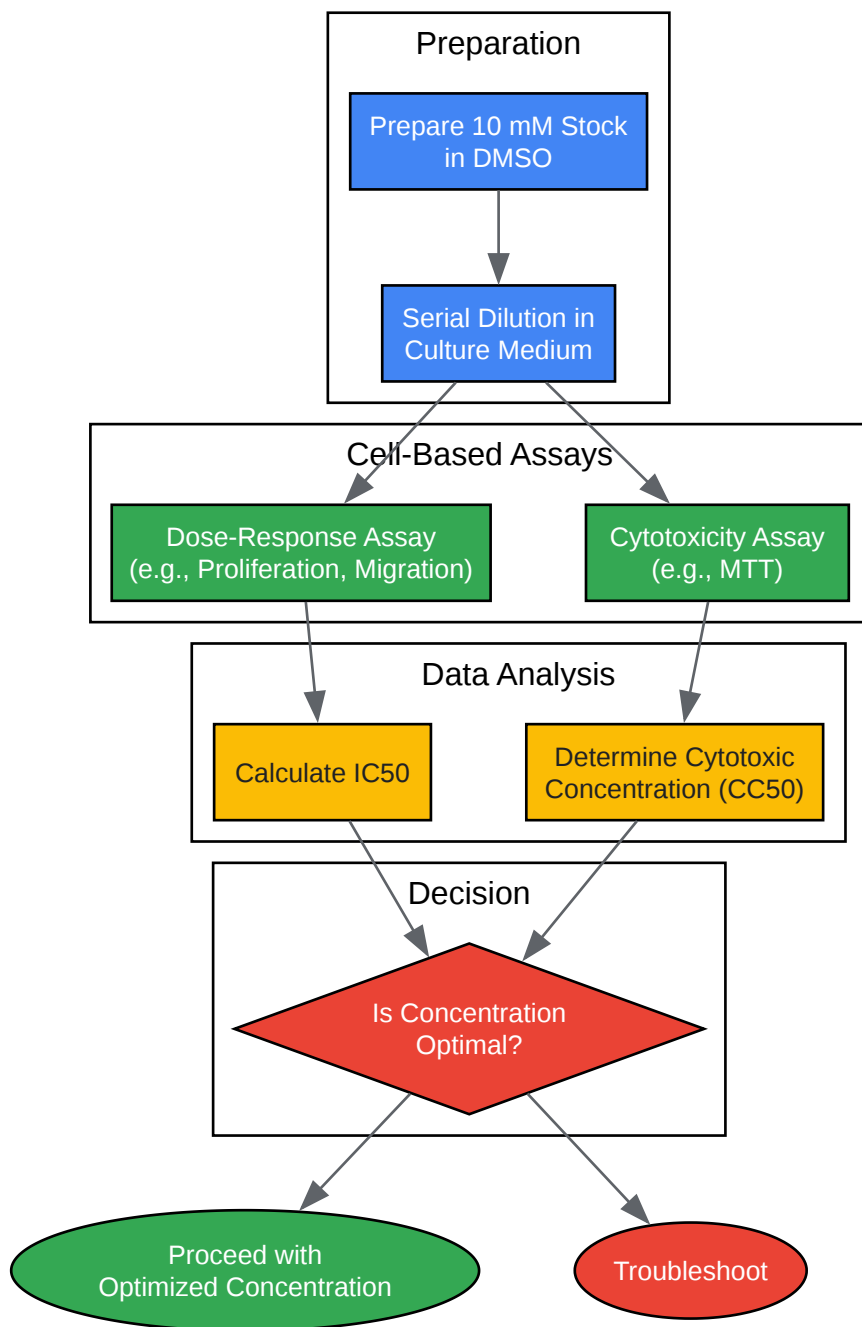 Preparation
Prepare 10 mM Stock
in DMSO
Serial Dilution in
Culture Medium
Cell-Based Assays
Dose-Response Assay
(e.g., Proliferation, Migration)
Cytotoxicity Assay
(e.g., MTT)
Data Analysis
Calculate IC50
Determine Cytotoxic
Concentration (CC50)
Decision
Is Concentration
Optimal?
Proceed with
Optimized Concentration
Troubleshoot